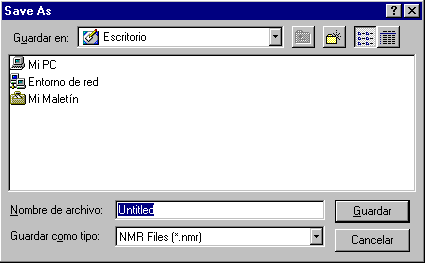 Save As
Guardar en: Escritorio
Mi PC
Entorno de red
Mi Maletín
Nombre de archivo: Untitled Guardar
Guardar como tipo: NMR Files (*.nmr) Cancelar